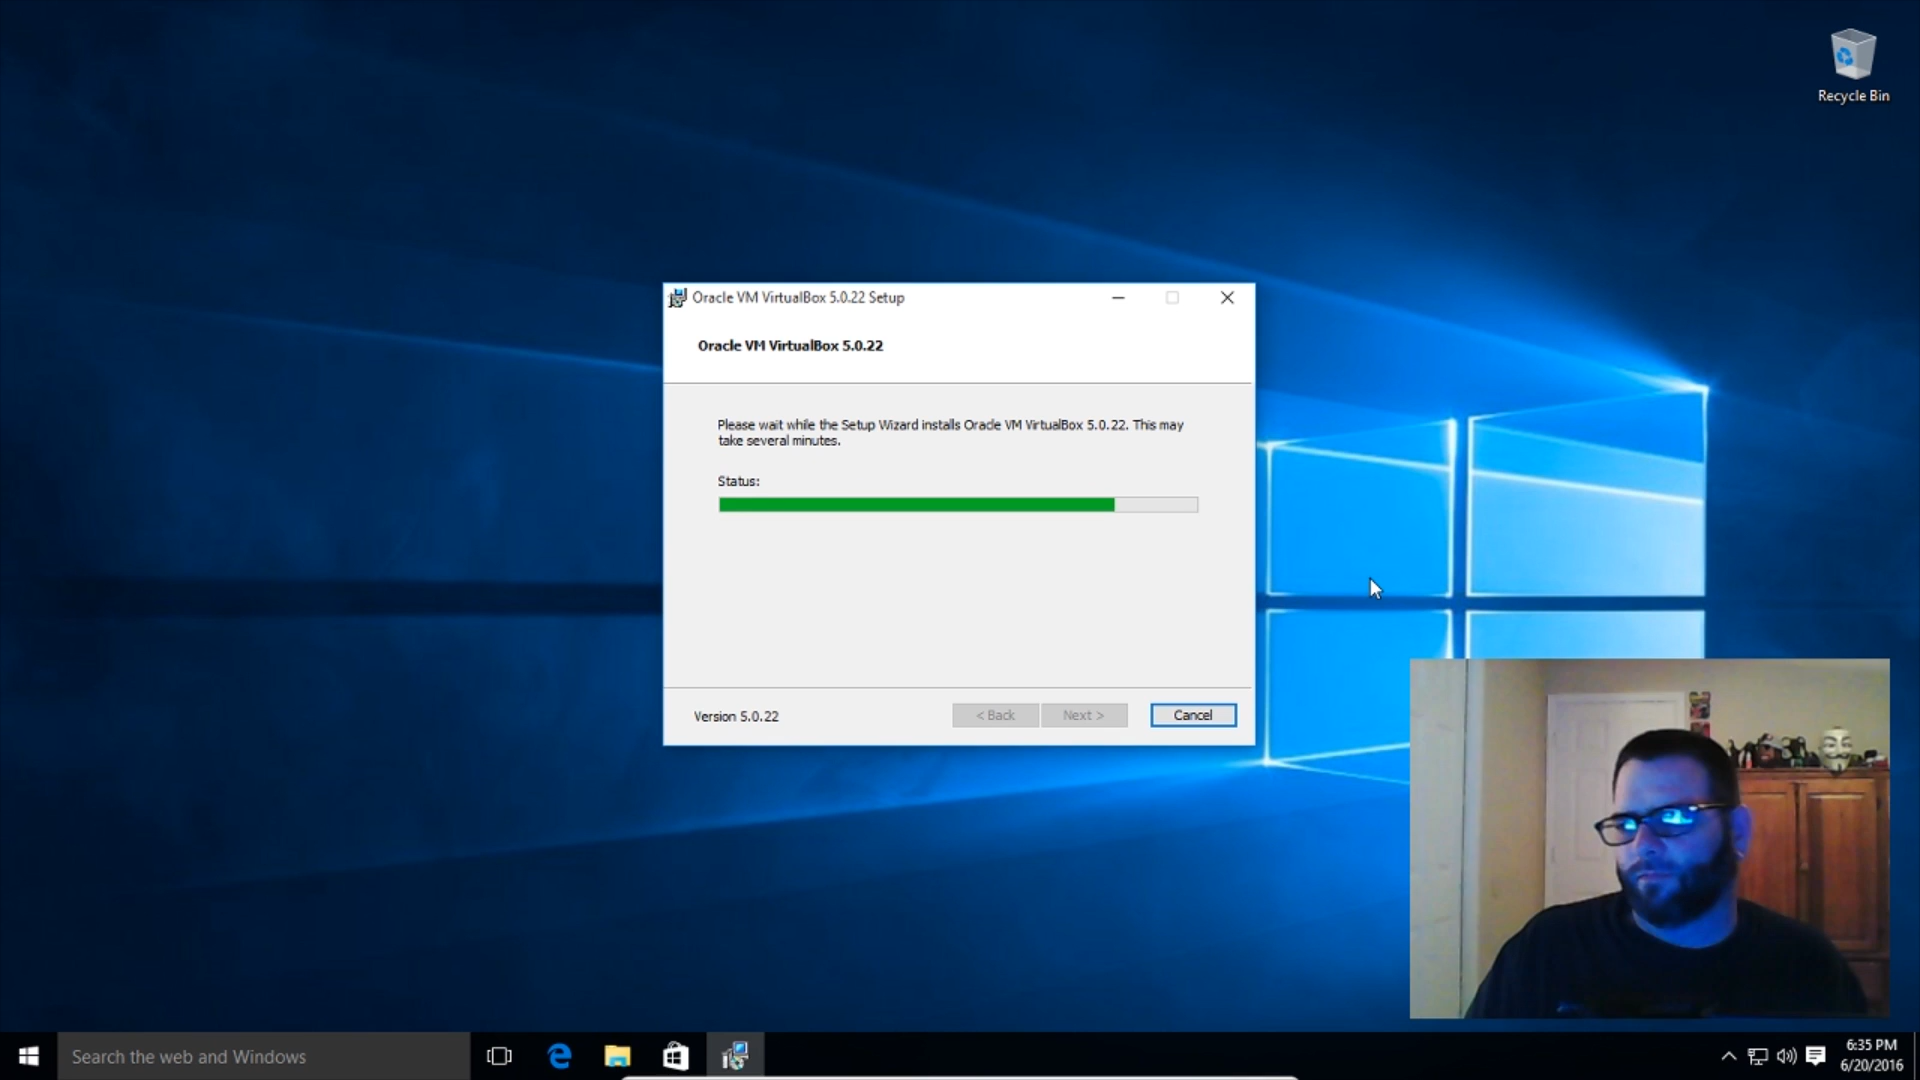 Recycle Bin
Oracle VM VirtualBox 5.0.22 Setup
Oracle VM VirtualBox 5.0.22
Please wait while the Setup Wizard installs Oracle VM VirtualBox 5.0.22. This may
take several minutes.
Status:
Version 5.0.22
< Back
Next >
Cancel
Search the web and Windows
6:35 PM
6/20/2016